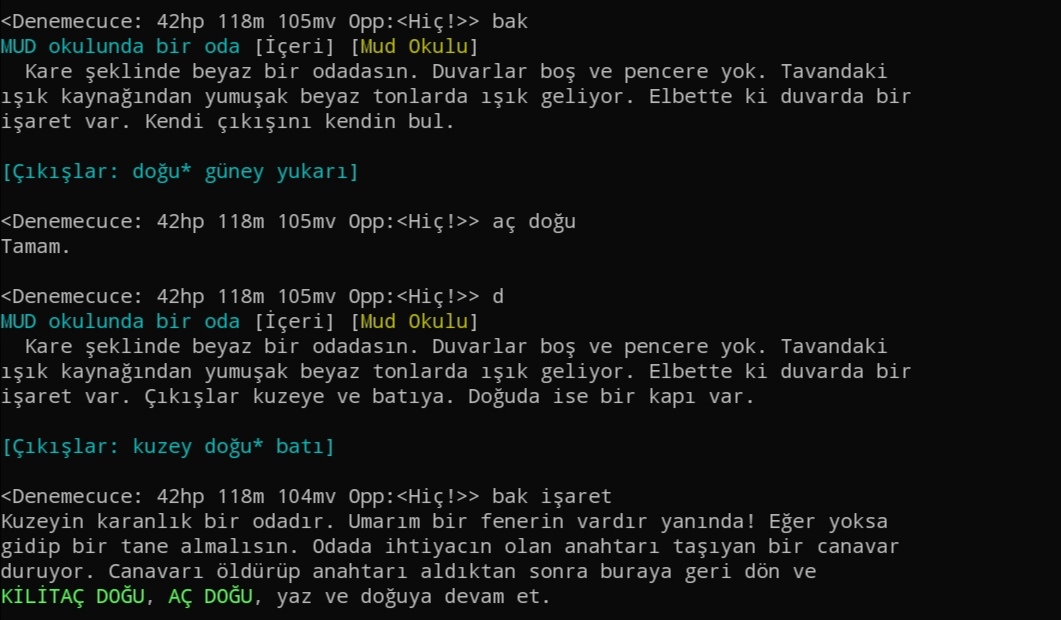 <Denemecuce: 42hp 118m 105mv Opp:<Hiç!>> bak
MUD okulunda bir oda [İçeri] [Mud Okulu]
Kare şeklinde beyaz bir odadasın. Duvarlar boş ve pencere yok. Tavandaki
ışık kaynağından yumuşak beyaz tonlarda ışık geliyor. Elbette ki duvarda bir
işaret var. Kendi çıkışını kendin bul.
[Çıkışlar: doğu* güney yukarı]
<Denemecuce: 42hp 118m 105mv Opp:<Hiç!>> aç doğu
Tamam.
<Denemecuce: 42hp 118m 105mv Opp:<Hiç!>> d
MUD okulunda bir oda [İçeri] [Mud Okulu]
Kare şeklinde beyaz bir odadasın. Duvarlar boş ve pencere yok. Tavandaki
ışık kaynağından yumuşak beyaz tonlarda ışık geliyor. Elbette ki duvarda bir
işaret var. Çıkışlar kuzeye ve batıya. Doğuda ise bir kapı var.
[Çıkışlar: kuzey doğu* batı]
<Denemecuce: 42hp 118m 104mv Opp:<Hiç!>> bak işaret
Kuzeyin karanlık bir odadır. Umarım bir fenerin vardır yanında! Eğer yoksa
gidip bir tane almalısın. Odada ihtiyacın olan anahtarı taşıyan bir canavar
duruyor. Canavarı öldürüp anahtarı aldıktan sonra buraya geri dön ve
KİLİTAÇ DOĞU, AÇ DOĞU, yaz ve doğuya devam et.